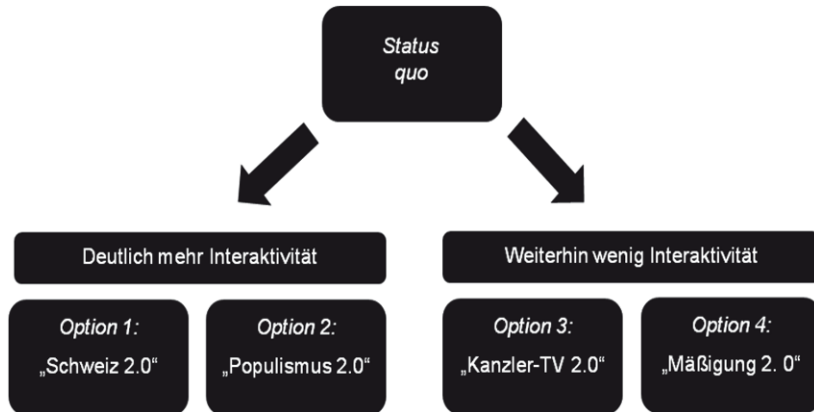 Status
quo
Deutlich mehr Interaktivität
Weiterhin wenig Interaktivität
Option 1:
„Schweiz 2.0“
Option 2:
„Populismus 2.0“
Option 3:
„Kanzler-TV 2.0“
Option 4:
„Mäßigung 2. 0“